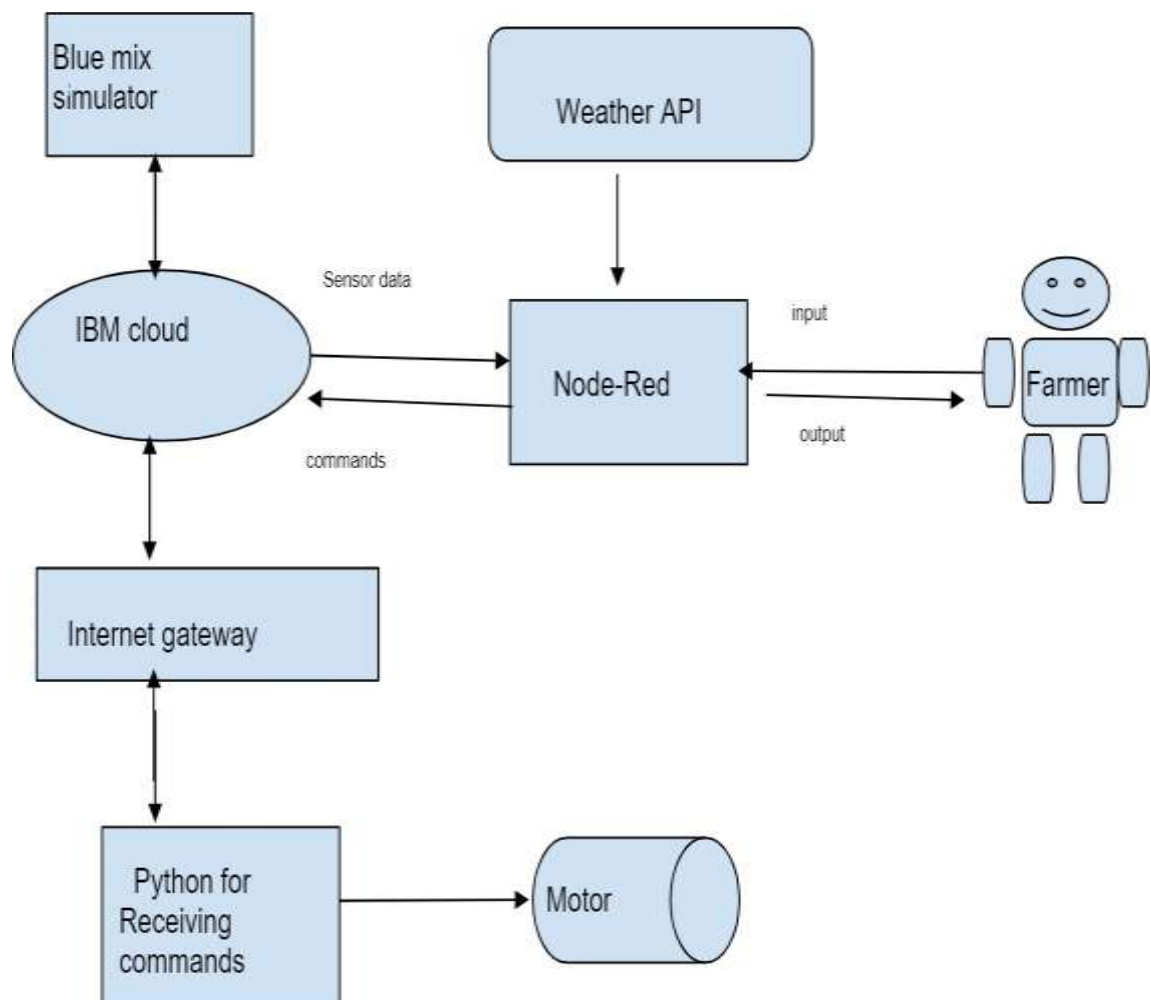 Blue mix
simulator
Weather API
Sensor data
IBM cloud
input
Node-Red
Farmer
output
commands
Internet gateway
Python for
Receiving
commands
Motor